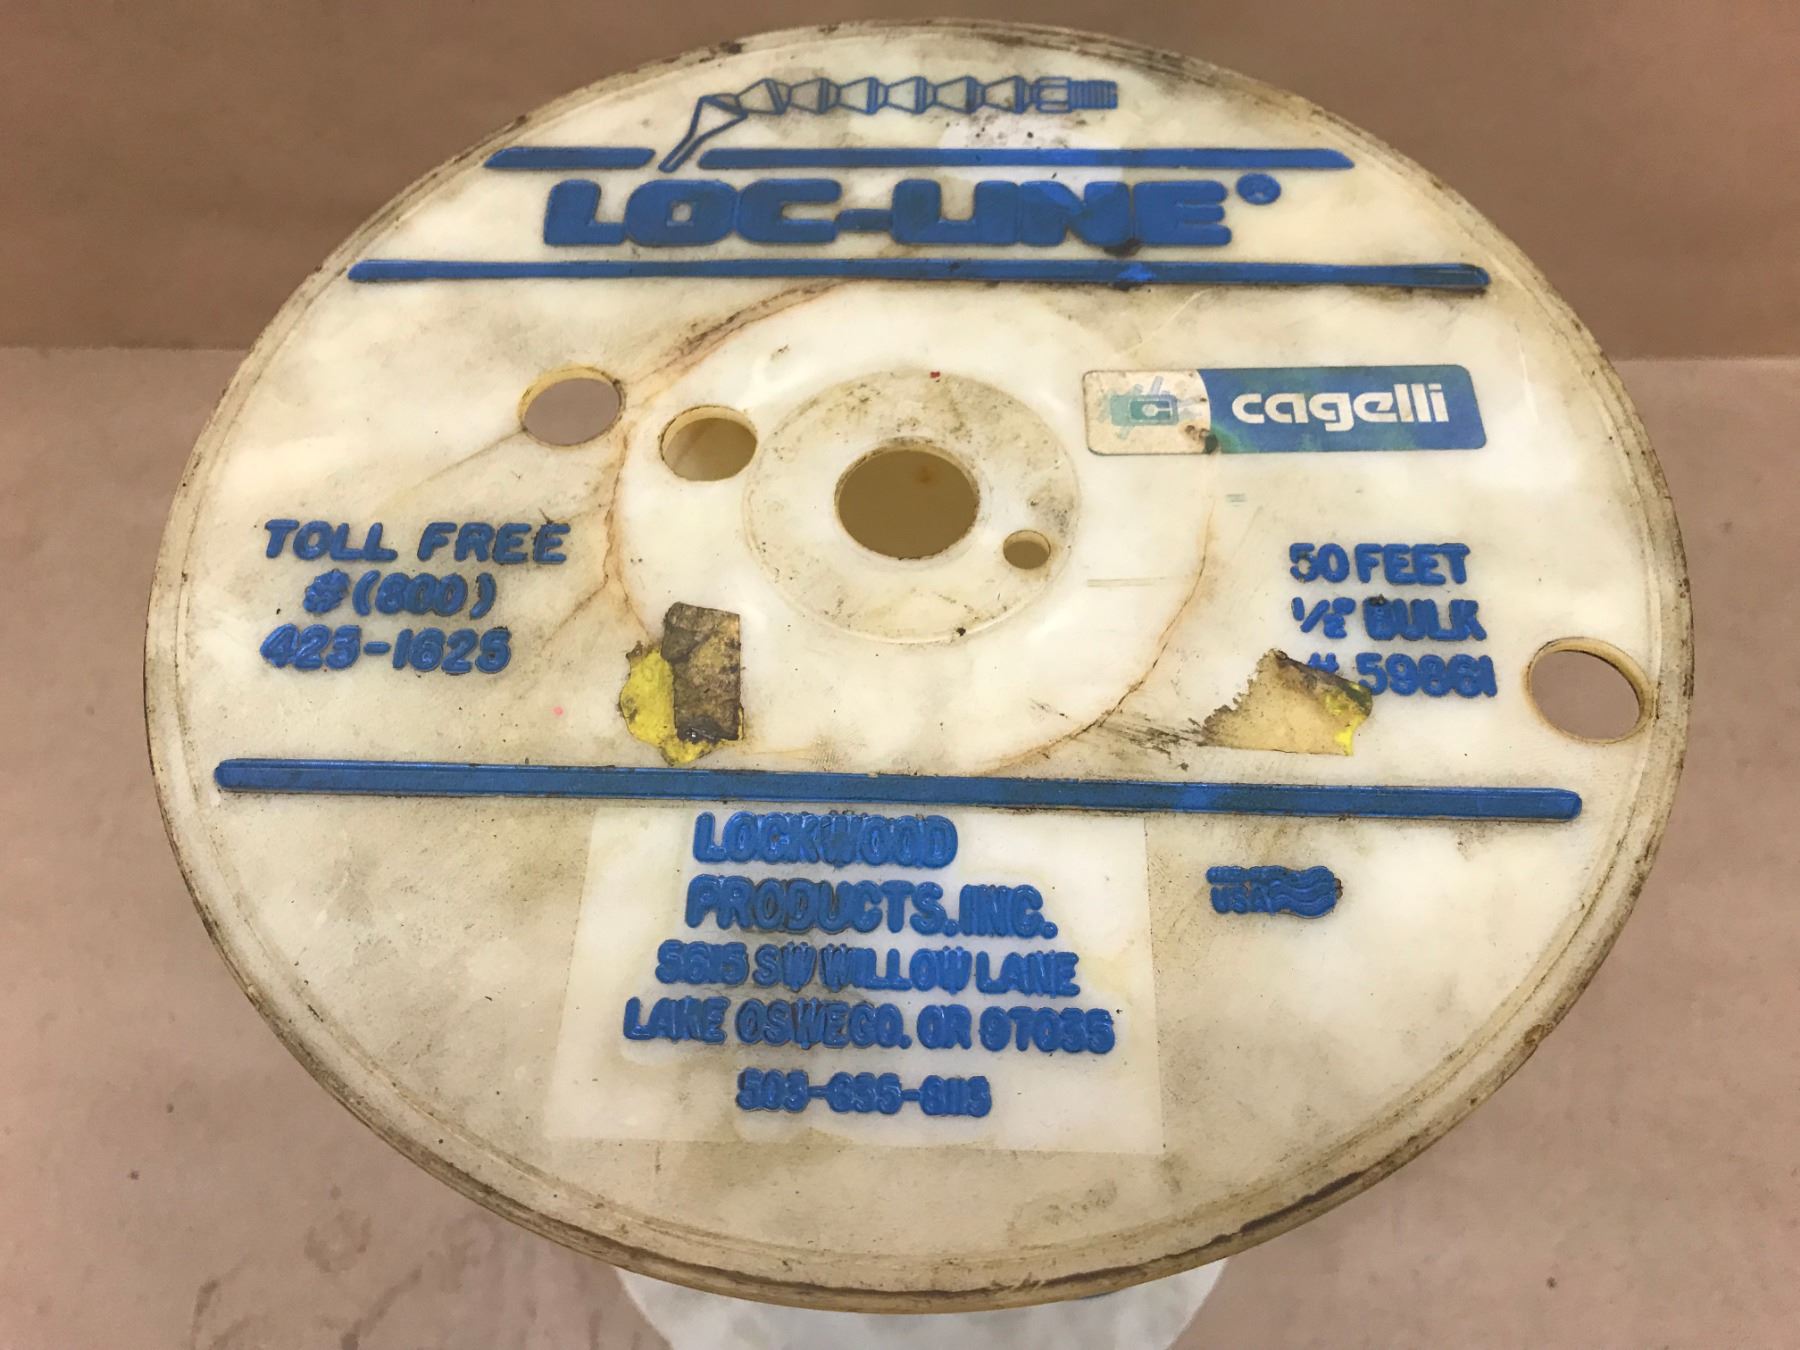 LOC-LINE®
cagelli
TOLL FREE
#(800)
423-1625
50 FEET
1/2" BULK
# 59861
LOCKWOOD
PRODUCTS, INC.
5615 SW WILLOW LANE
LAKE OSWEGO, OR 97035
503-635-8113
USA